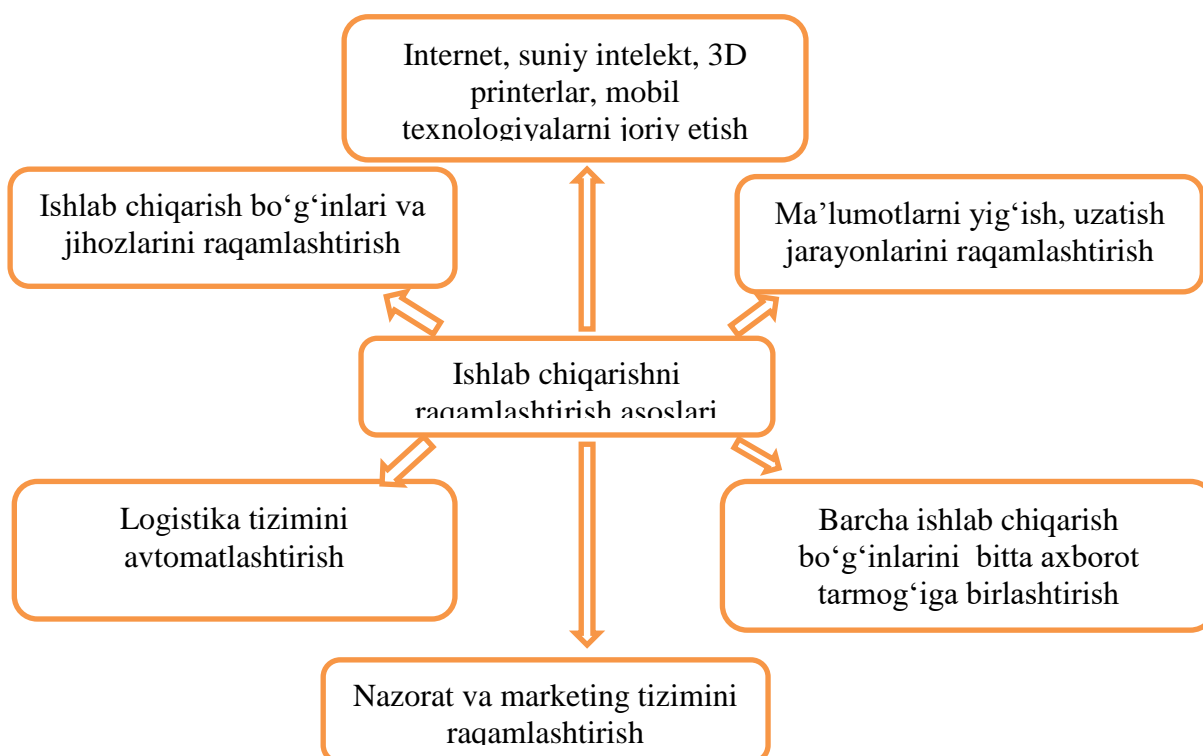 Internet, suniy intelekt, 3D
printerlar, mobil
texnologiyalarni joriy etish
Ishlab chiqarish bo‘g‘inlari va
jihozlarini raqamlashtirish
Ma’lumotlarni yig‘ish, uzatish
jarayonlarini raqamlashtirish
Ishlab chiqarishni
raqamlashtirish asoslari
Logistika tizimini
avtomatlashtirish
Barcha ishlab chiqarish
bo‘g‘inlarini bitta axborot
tarmog‘iga birlashtirish
Nazorat va marketing tizimini
raqamlashtirish